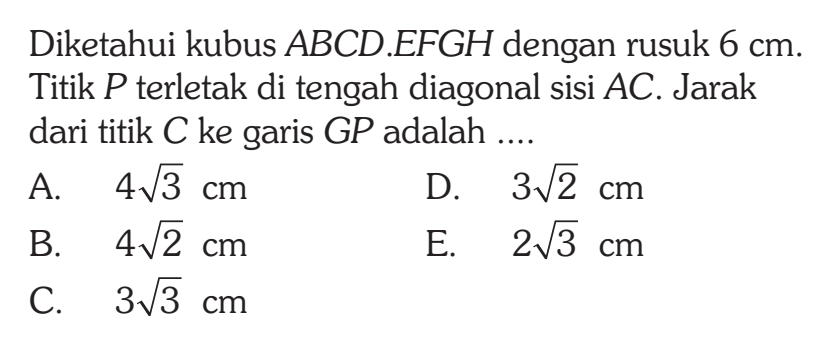 Diketahui kubus ABCD.EFGH dengan rusuk 6 cm.
Titik P terletak di tengah diagonal sisi AC. Jarak
dari titik C ke garis GP adalah ....
A. 4√3 cm D. 3√2 cm
B. 4√2 cm E. 2√3 cm
C. 3√3 cm